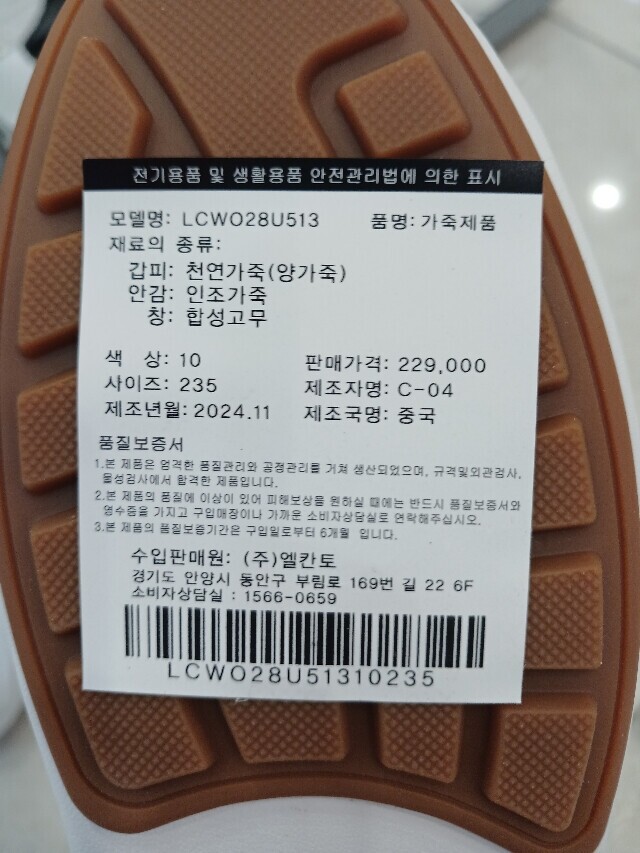 전기용품 및 생활용품 안전관리법에 의한 표시
모델명: LCWO28U513 품명: 가죽제품
재료의 종류:
갑피: 천연가죽(양가죽)
안감: 인조가죽
창: 합성고무
색 상: 10 판매가격: 229,000
사이즈: 235 제조자명: C-04
제조년월: 2024.11 제조국명: 중국
품질보증서
1.본 제품은 엄격한 품질관리와 공정관리를 거쳐 생산되었으며, 규격및외관검사,
물성검사에서 합격한 제품입니다.
2.본 제품의 품질에 이상이 있어 피해보상을 원하실 때에는 반드시 품질보증서와
영수증을 가지고 구입매장이나 가까운 소비자상담실로 연락해주십시오.
3.본 제품의 품질보증기간은 구입일로부터 6개월 입니다.
수입판매원: (주)엘칸토
경기도 안양시 동안구 부림로 169번 길 22 6F
소비자상담실 : 1566-0659
LCWO28U51310235